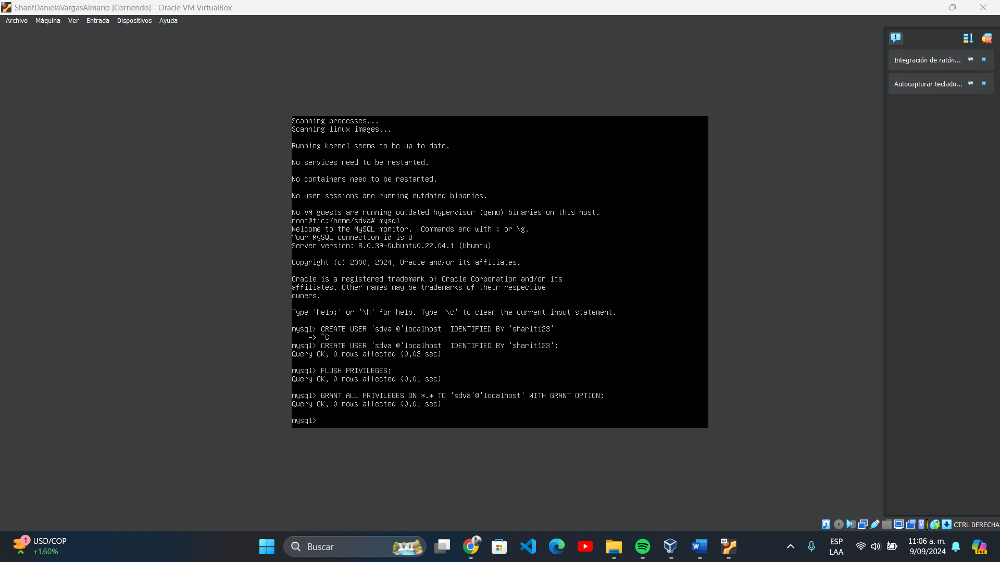 SharitDanielaVargasAlmario [Corriendo] - Oracle VM VirtualBox
Archivo Máquina Ver Entrada Dispositivos Ayuda
Integración de ratón...
Autocapturar teclado...
Scanning processes...
Scanning linux images...
Running kernel seems to be up-to-date.
No services need to be restarted.
No containers need to be restarted.
No user sessions are running outdated binaries.
No VM guests are running outdated hypervisor (qemu) binaries on this host.
root@tic:/home/sdva# mysql
Welcome to the MySQL monitor.  Commands end with ; or \g.
Your MySQL connection id is 8
Server version: 8.0.39-0ubuntu0.22.04.1 (Ubuntu)
Copyright (c) 2000, 2024, Oracle and/or its affiliates.
Oracle is a registered trademark of Oracle Corporation and/or its
affiliates. Other names may be trademarks of their respective
owners.
Type 'help;' or '\h' for help. Type '\c' to clear the current input statement.
mysql> CREATE USER 'sdva'@'localhost' IDENTIFIED BY 'sharit123'
    -> ^C
mysql> CREATE USER 'sdva'@'localhost' IDENTIFIED BY 'sharit123';
Query OK, 0 rows affected (0,03 sec)
mysql> FLUSH PRIVILEGES;
Query OK, 0 rows affected (0,01 sec)
mysql> GRANT ALL PRIVILEGES ON *.* TO 'sdva'@'localhost' WITH GRANT OPTION;
Query OK, 0 rows affected (0,01 sec)
mysql>
CTRL DERECHA
1
USD/COP
+1,60%
Buscar
ESP
LAA
11:06 a. m.
9/09/2024
PRE